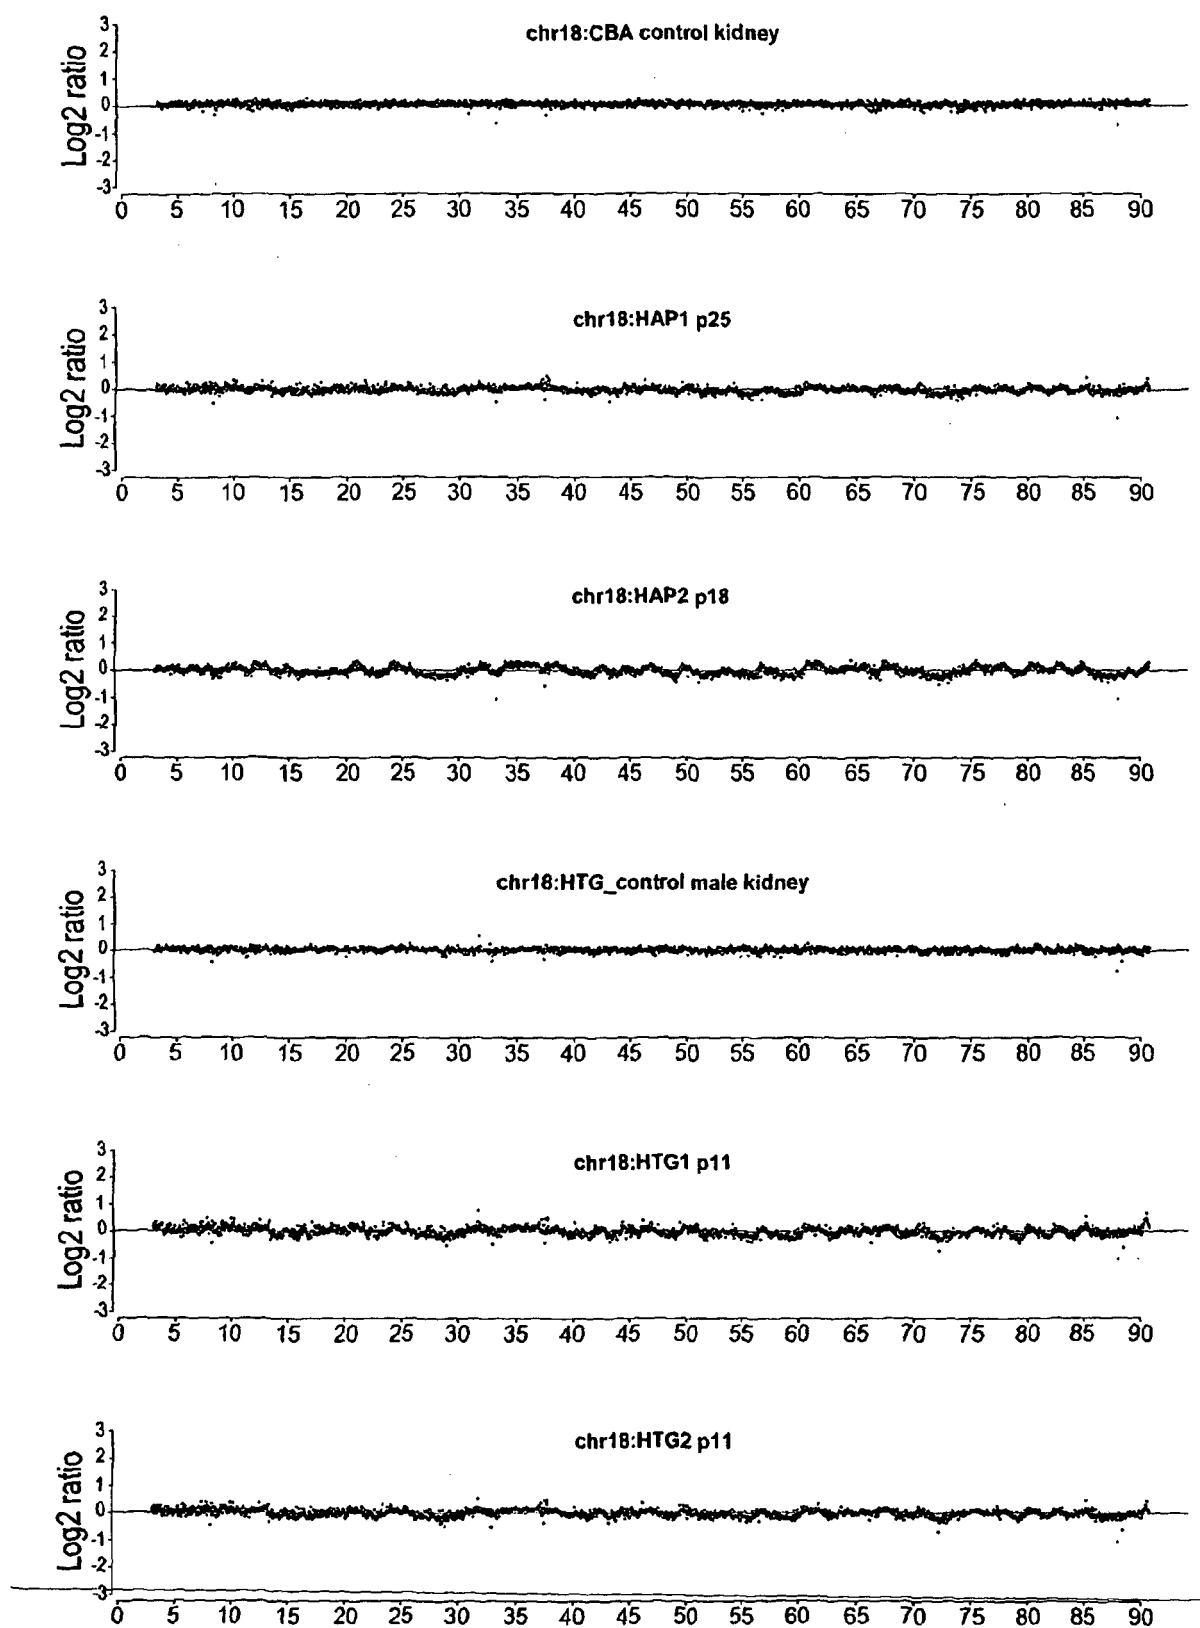 chr18:CBA control kidney
Log2 ratio
3
2
1
0
-1
-2
-3
0 5 10 15 20 25 30 35 40 45 50 55 60 65 70 75 80 85 90
chr18:HAP1 p25
Log2 ratio
3
2
1
0
-1
-2
-3
0 5 10 15 20 25 30 35 40 45 50 55 60 65 70 75 80 85 90
chr18:HAP2 p18
Log2 ratio
3
2
1
0
-1
-2
-3
0 5 10 15 20 25 30 35 40 45 50 55 60 65 70 75 80 85 90
chr18:HTG_control male kidney
Log2 ratio
3
2
1
0
-1
-2
-3
0 5 10 15 20 25 30 35 40 45 50 55 60 65 70 75 80 85 90
chr18:HTG1 p11
Log2 ratio
3
2
1
0
-1
-2
-3
0 5 10 15 20 25 30 35 40 45 50 55 60 65 70 75 80 85 90
chr18:HTG2 p11
Log2 ratio
3
2
1
0
-1
-2
-3
0 5 10 15 20 25 30 35 40 45 50 55 60 65 70 75 80 85 90